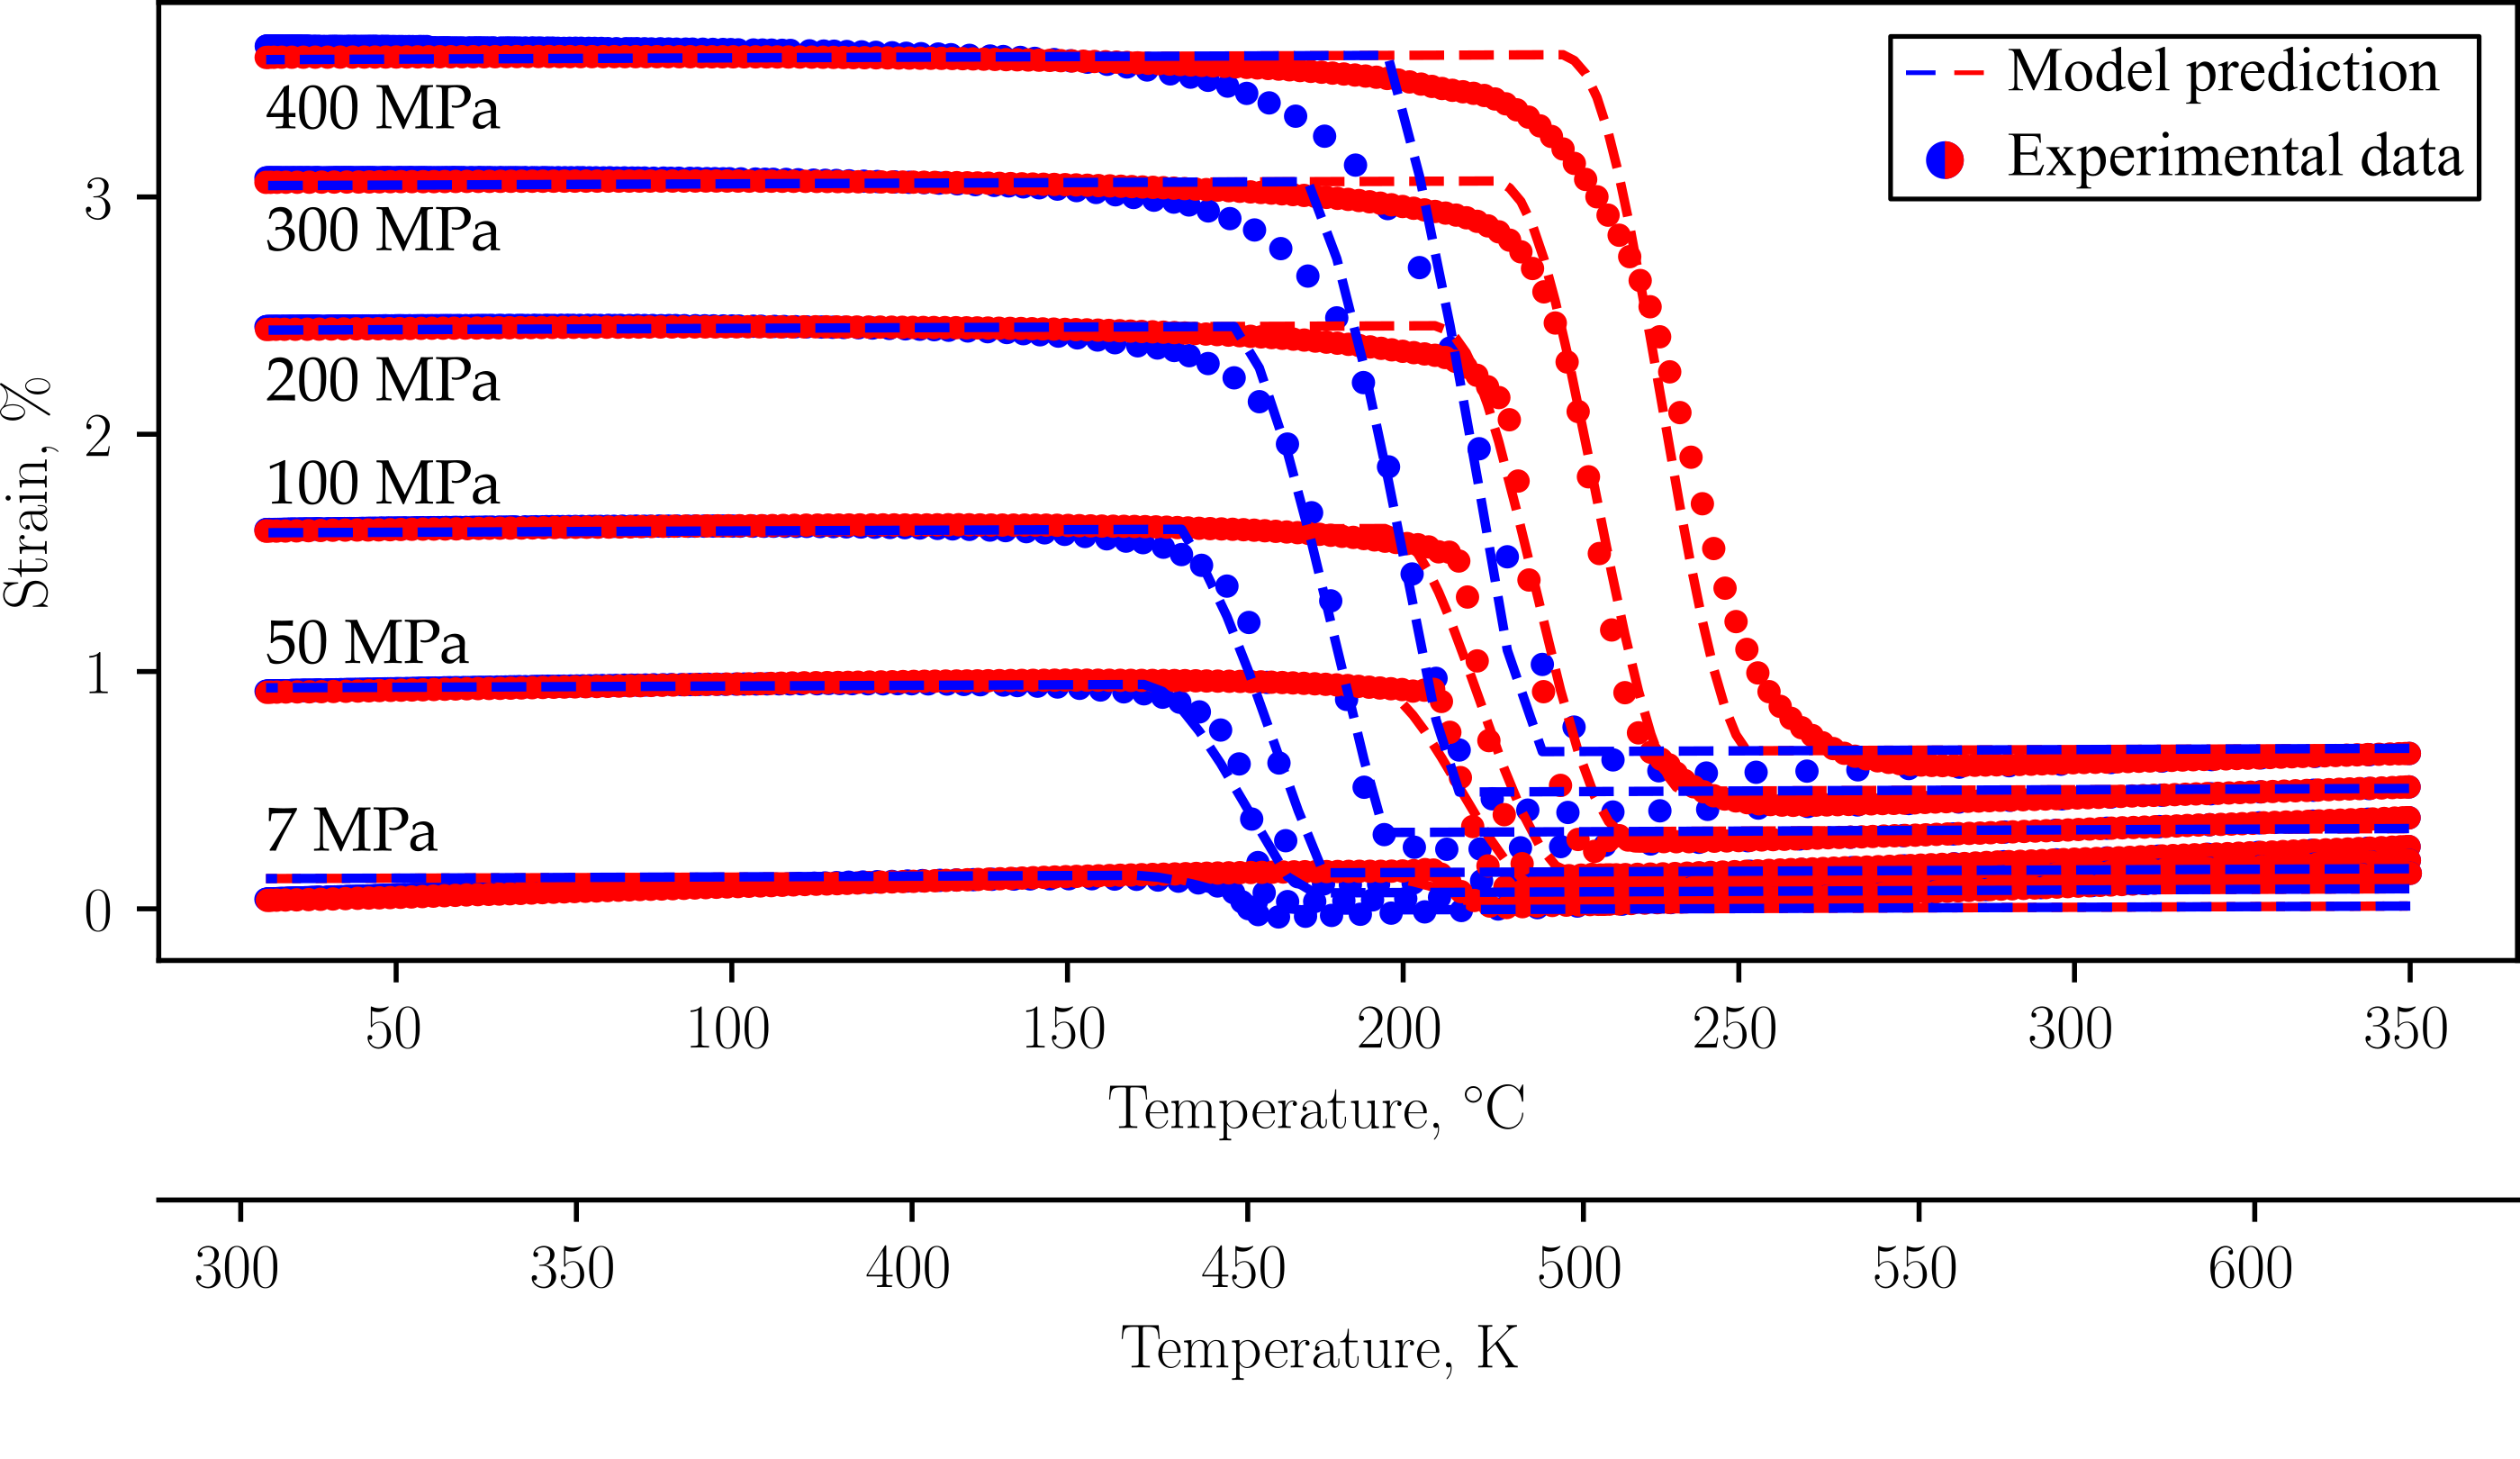 Model prediction
Experimental data
400 MPa
300 MPa
200 MPa
100 MPa
50 MPa
7 MPa
Strain, %
3
2
1
0
50 100 150 200 250 300 350
Temperature, °C
300 350 400 450 500 550 600
Temperature, K